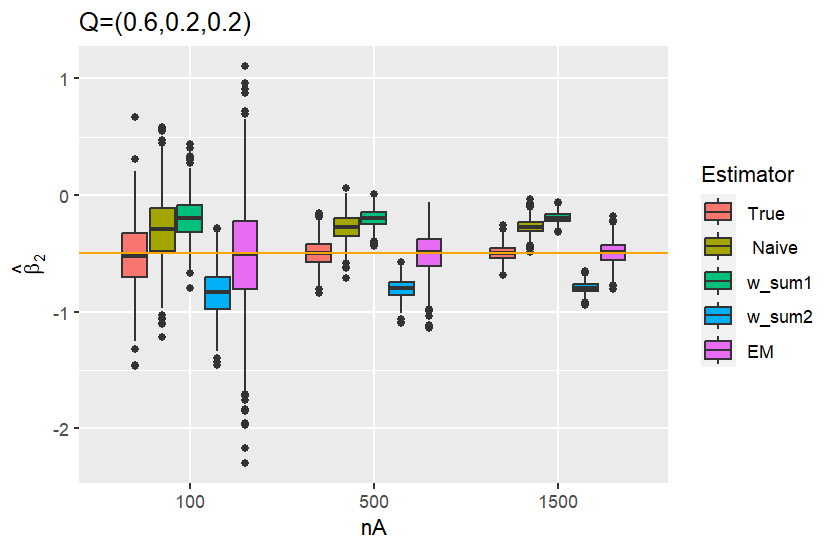 Q=(0.6,0.2,0.2)
1
0
-1
-2
β̂₂
100
500
1500
nA
Estimator
True
Naive
w_sum1
w_sum2
EM